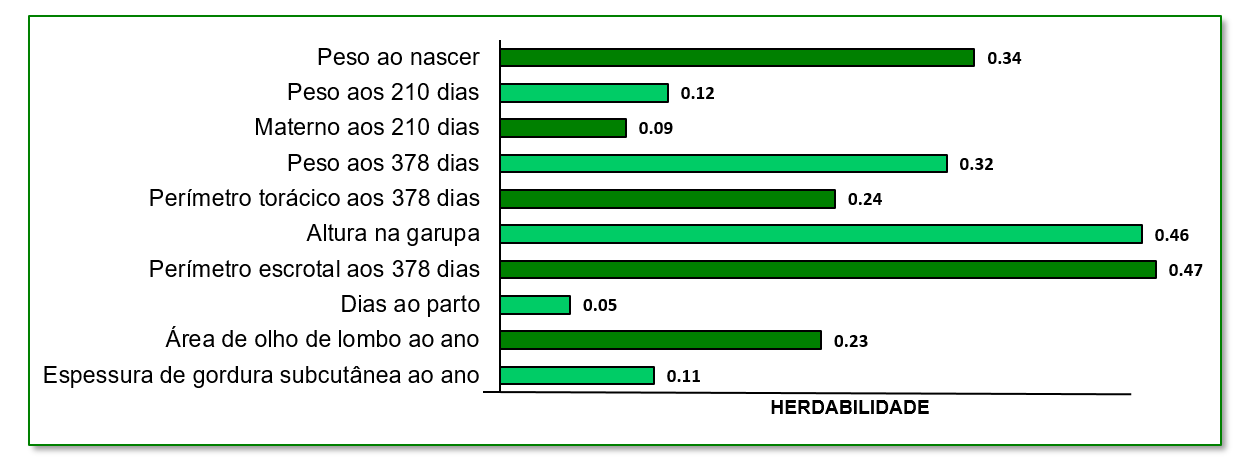 Peso ao nascer 0.34
Peso aos 210 dias 0.12
Materno aos 210 dias 0.09
Peso aos 378 dias 0.32
Perímetro torácico aos 378 dias 0.24
Altura na garupa 0.46
Perímetro escrotal aos 378 dias 0.47
Dias ao parto 0.05
Área de olho de lombo ao ano 0.23
Espessura de gordura subcutânea ao ano 0.11
HERDABILIDADE